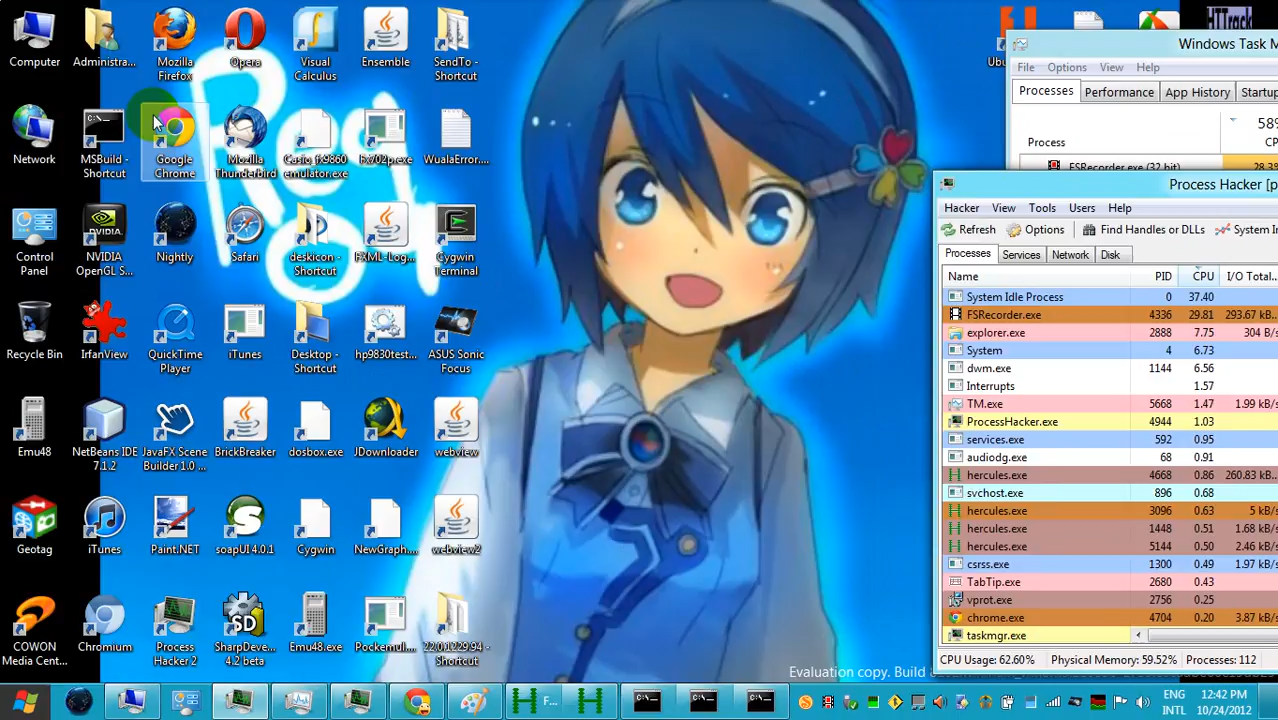 Computer
Administra...
Mozilla
Firefox
Opera
Visual
Calculus
Ensemble
SendTo -
Shortcut
HTTrack
Windows Task M
File Options View Help
Processes Performance App History Startup
Process
FSRecorder.exe (32 bit)
28.3%
Network
MSBuild -
Shortcut
Google
Chrome
Mozilla
Thunderbird
Casio_fx9860
emulator.exe
fx702p.exe
WualaError....
Process Hacker [p
Hacker View Tools Users Help
Refresh Options Find Handles or DLLs System In
Processes Services Network Disk
Name PID CPU I/O Total...
System Idle Process 0 37.40
FSRecorder.exe 4336 29.81 293.67 kB...
explorer.exe 2888 7.75 304 B/s
System 4 6.73
dwm.exe 1144 6.56
Interrupts 1.57
TM.exe 5668 1.47 1.99 kB/s
ProcessHacker.exe 4944 1.03
services.exe 592 0.95
audiodg.exe 68 0.91
hercules.exe 4668 0.86 260.83 kB/
svchost.exe 896 0.68
hercules.exe 3096 0.63 5 kB/s
hercules.exe 1448 0.51 1.68 kB/s
hercules.exe 5144 0.50 2.46 kB/s
csrss.exe 1300 0.49 1.97 kB/s
TabTip.exe 2680 0.43
vprot.exe 2756 0.25
chrome.exe 4704 0.20 3.87 kB/s
taskmgr.exe
CPU Usage: 62.60% Physical Memory: 59.52% Processes: 112
Control
Panel
NVIDIA
OpenGL S...
Nightly
Safari
deskicon -
Shortcut
FXML-Log...
Cygwin
Terminal
Recycle Bin
IrfanView
QuickTime
Player
iTunes
Desktop -
Shortcut
hp9830test...
ASUS Sonic
Focus
Emu48
NetBeans IDE
7.1.2
JavaFX Scene
Builder 1.0 ...
BrickBreaker
dosbox.exe
JDownloader
webview
Geotag
iTunes
Paint.NET
soapUI 4.0.1
Cygwin
NewGraph....
webview2
COWON
Media Cent...
Chromium
Process
Hacker 2
SharpDeve...
4.2 beta
Emu48.exe
Pockemul...
22.0.1229.94 -
Shortcut
Evaluation copy. Build
F...
ENG
INTL
12:42 PM
10/24/2012